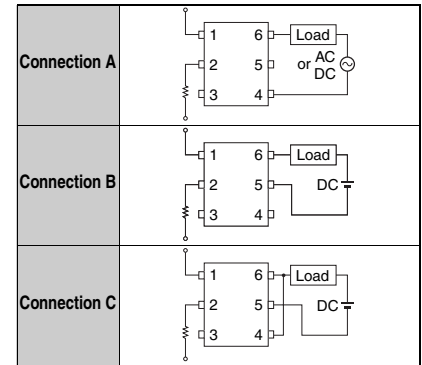 Connection A
1 6 Load
2 5 or AC
DC
3 4
Connection B
1 6 Load
2 5 DC
3 4
Connection C
1 6 Load
2 5 DC
3 4